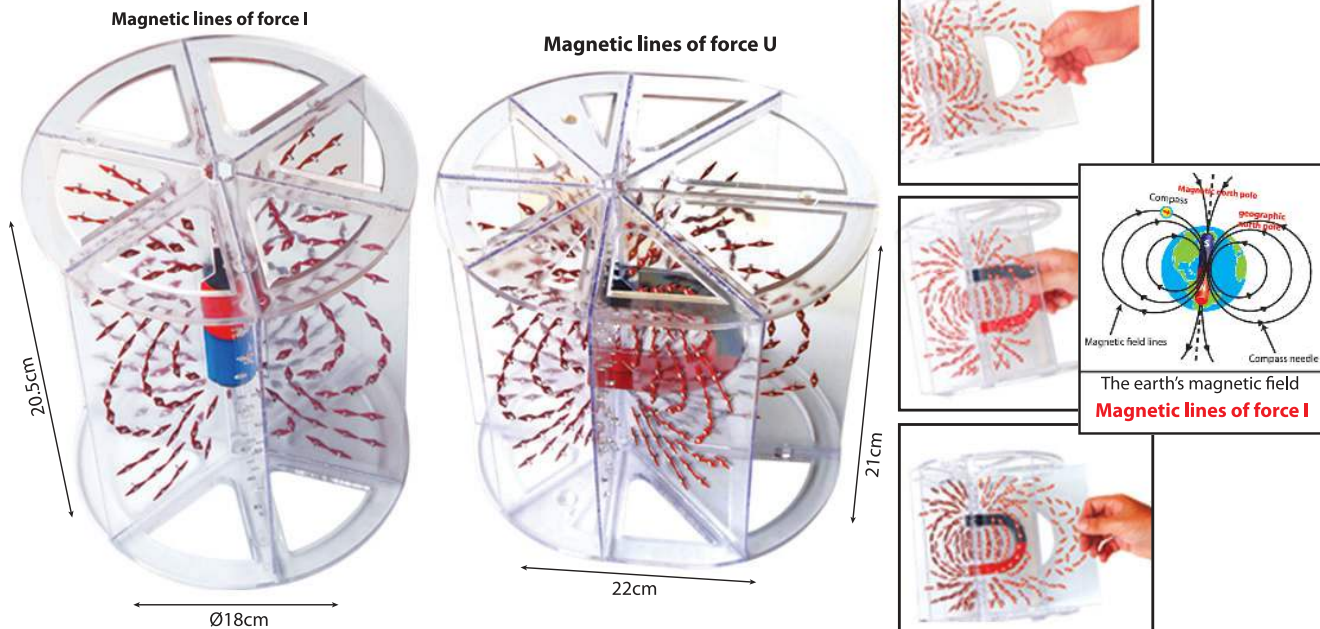 Magnetic lines of force I
20.5cm
Ø18cm
Magnetic lines of force U
22cm
21cm
Magnetic north pole
Compass
geographic
north pole
Magnetic field lines
Compass needle
The earth's magnetic field
Magnetic lines of force I